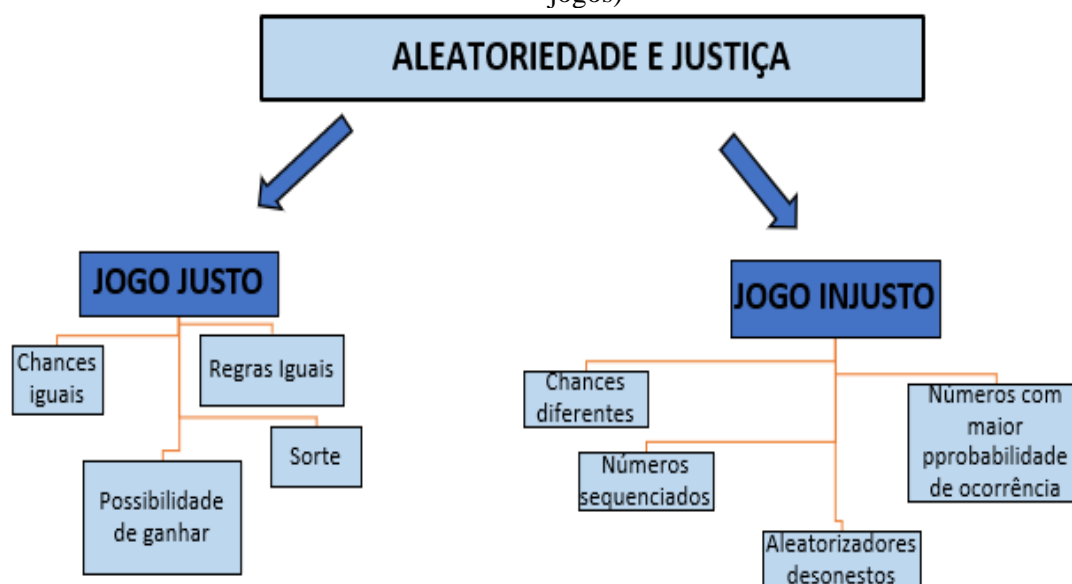 jogos)
ALEATORIEDADE E JUSTIÇA
JOGO JUSTO
Chances
iguais
Regras Iguais
Sorte
Possibilidade
de ganhar
JOGO INJUSTO
Chances
diferentes
Números com
maior
pprobabilidade
de ocorrência
Números
sequenciados
Aleatorizadores
desonestos